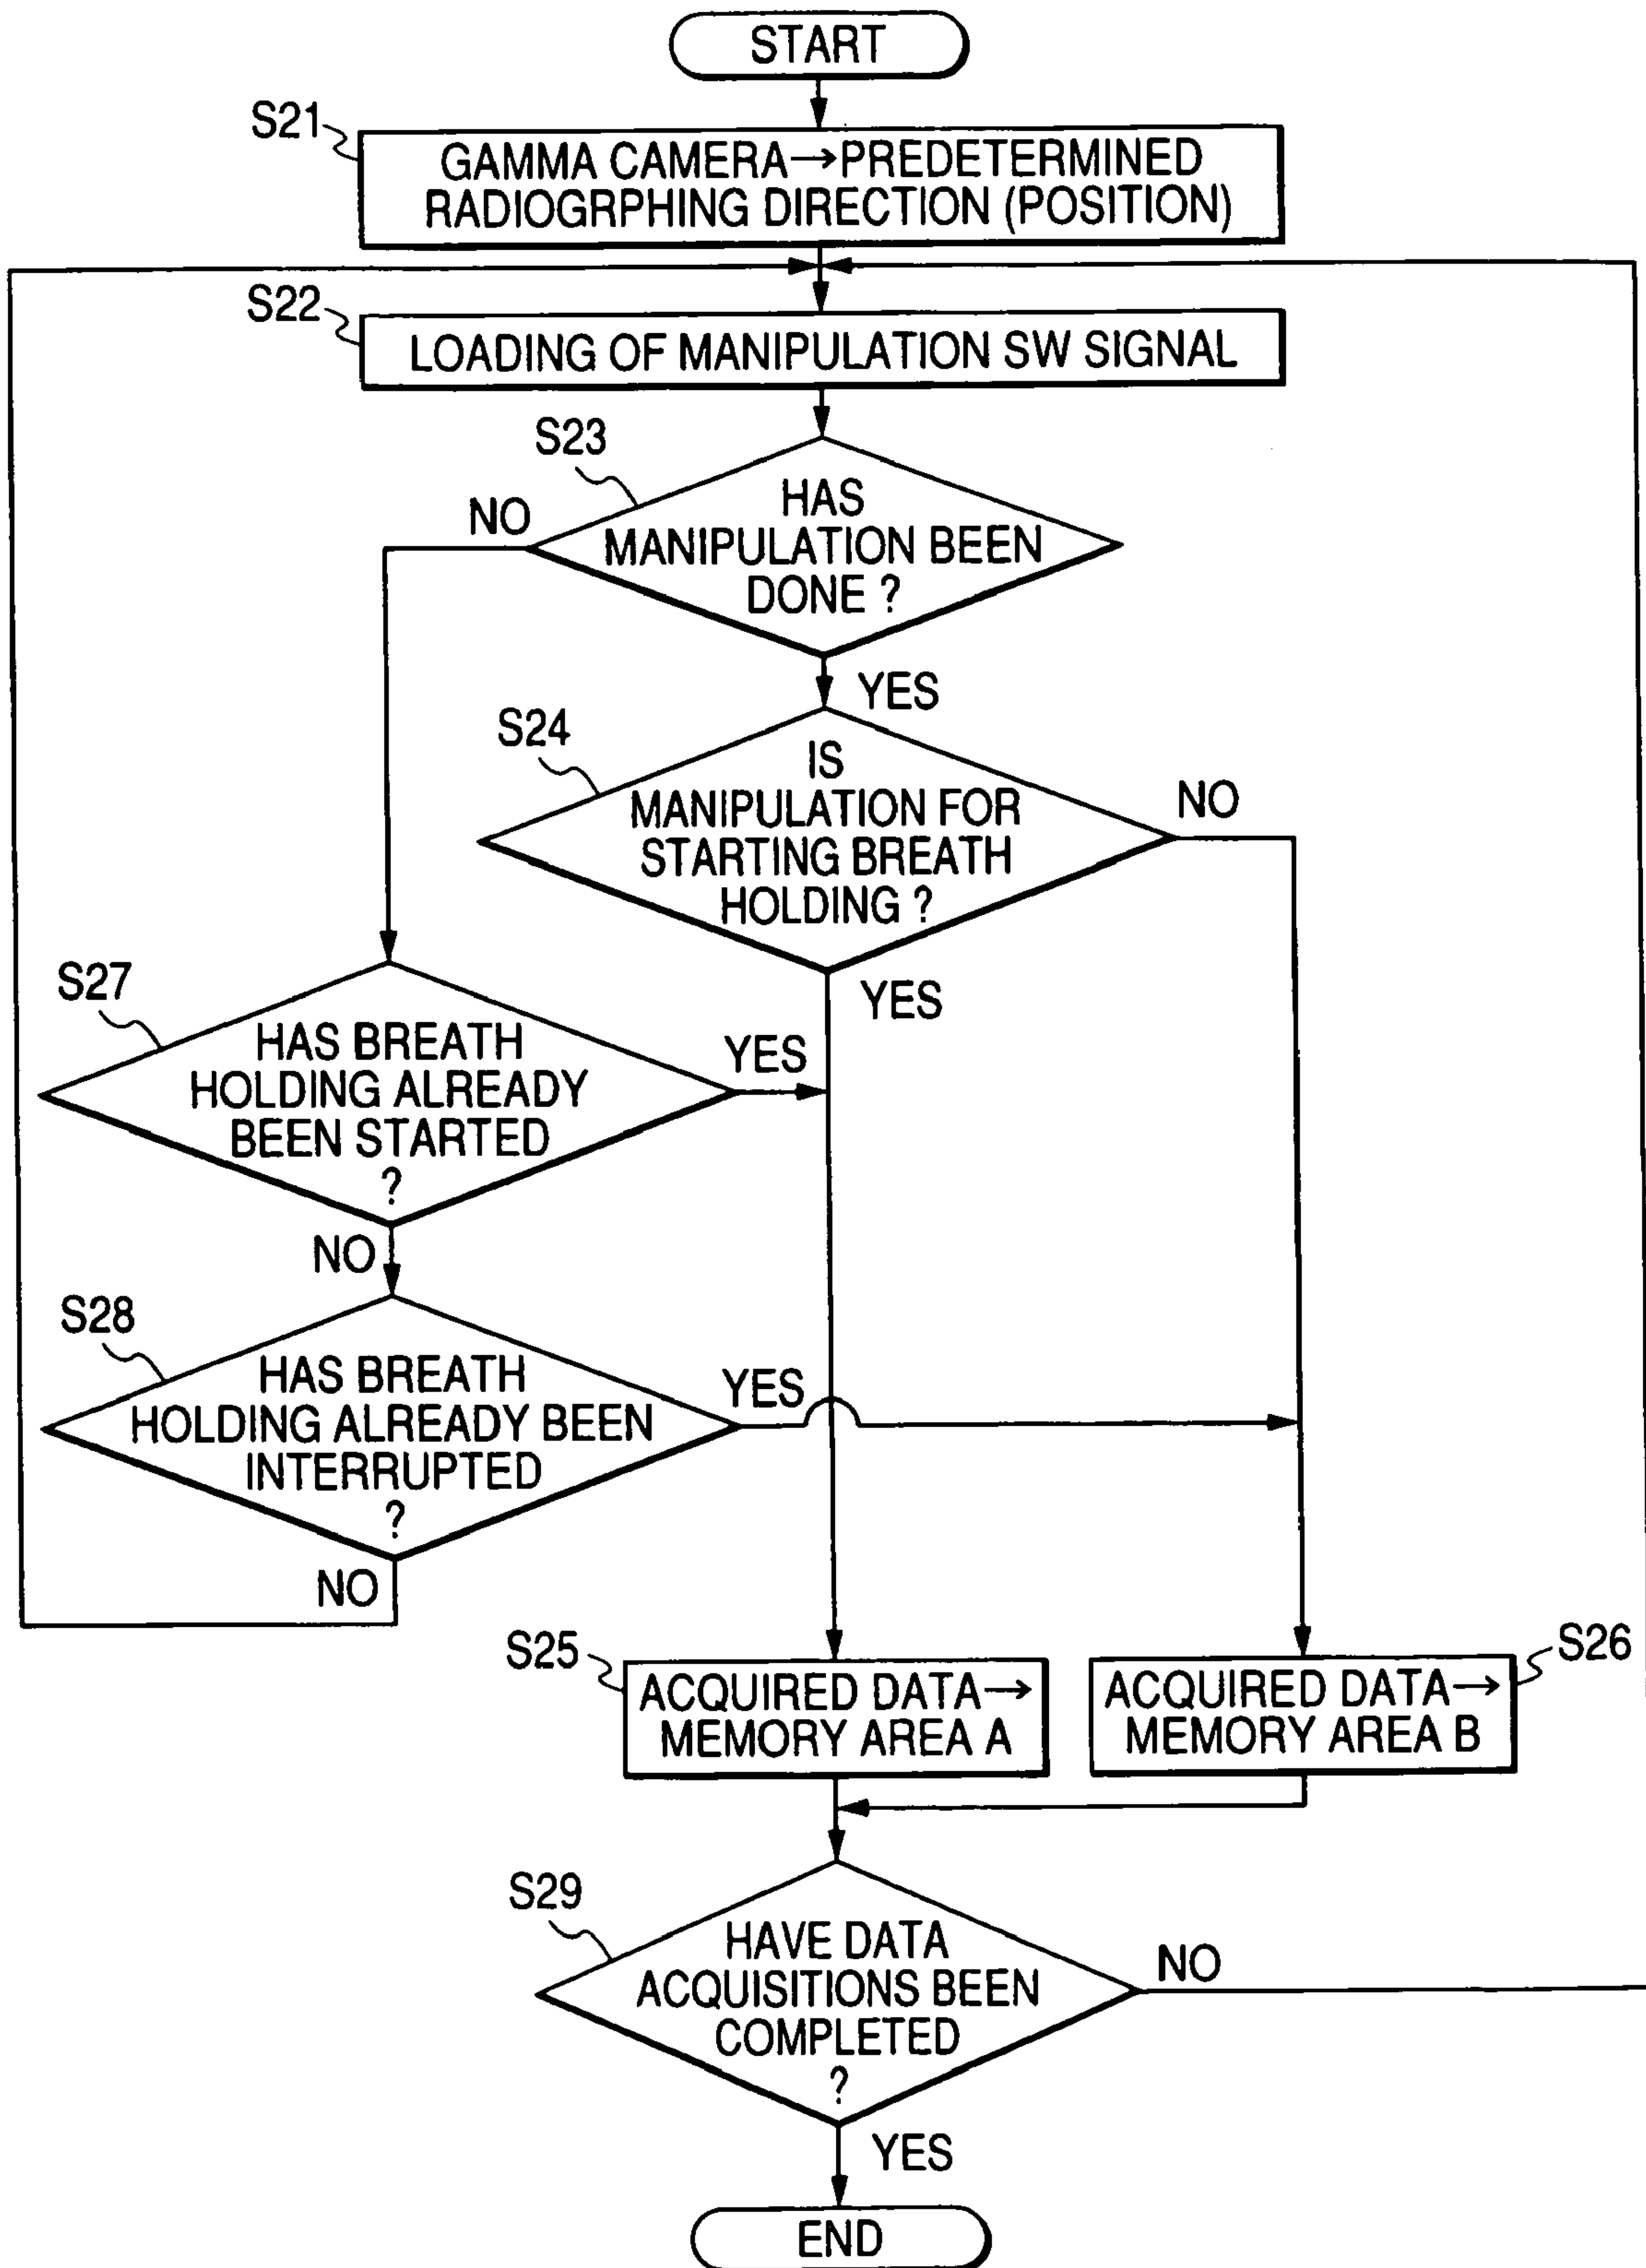 START
S21
GAMMA CAMERA→PREDETERMINED
RADIOGRPHING DIRECTION (POSITION)
S22
LOADING OF MANIPULATION SW SIGNAL
S23
HAS
MANIPULATION BEEN
DONE ?
NO
YES
S24
IS
MANIPULATION FOR
STARTING BREATH
HOLDING ?
NO
YES
S27
HAS BREATH
HOLDING ALREADY
BEEN STARTED
?
YES
NO
S28
HAS BREATH
HOLDING ALREADY BEEN
INTERRUPTED
?
YES
NO
S25
ACQUIRED DATA→
MEMORY AREA A
S26
ACQUIRED DATA→
MEMORY AREA B
S29
HAVE DATA
ACQUISITIONS BEEN
COMPLETED
?
NO
YES
END